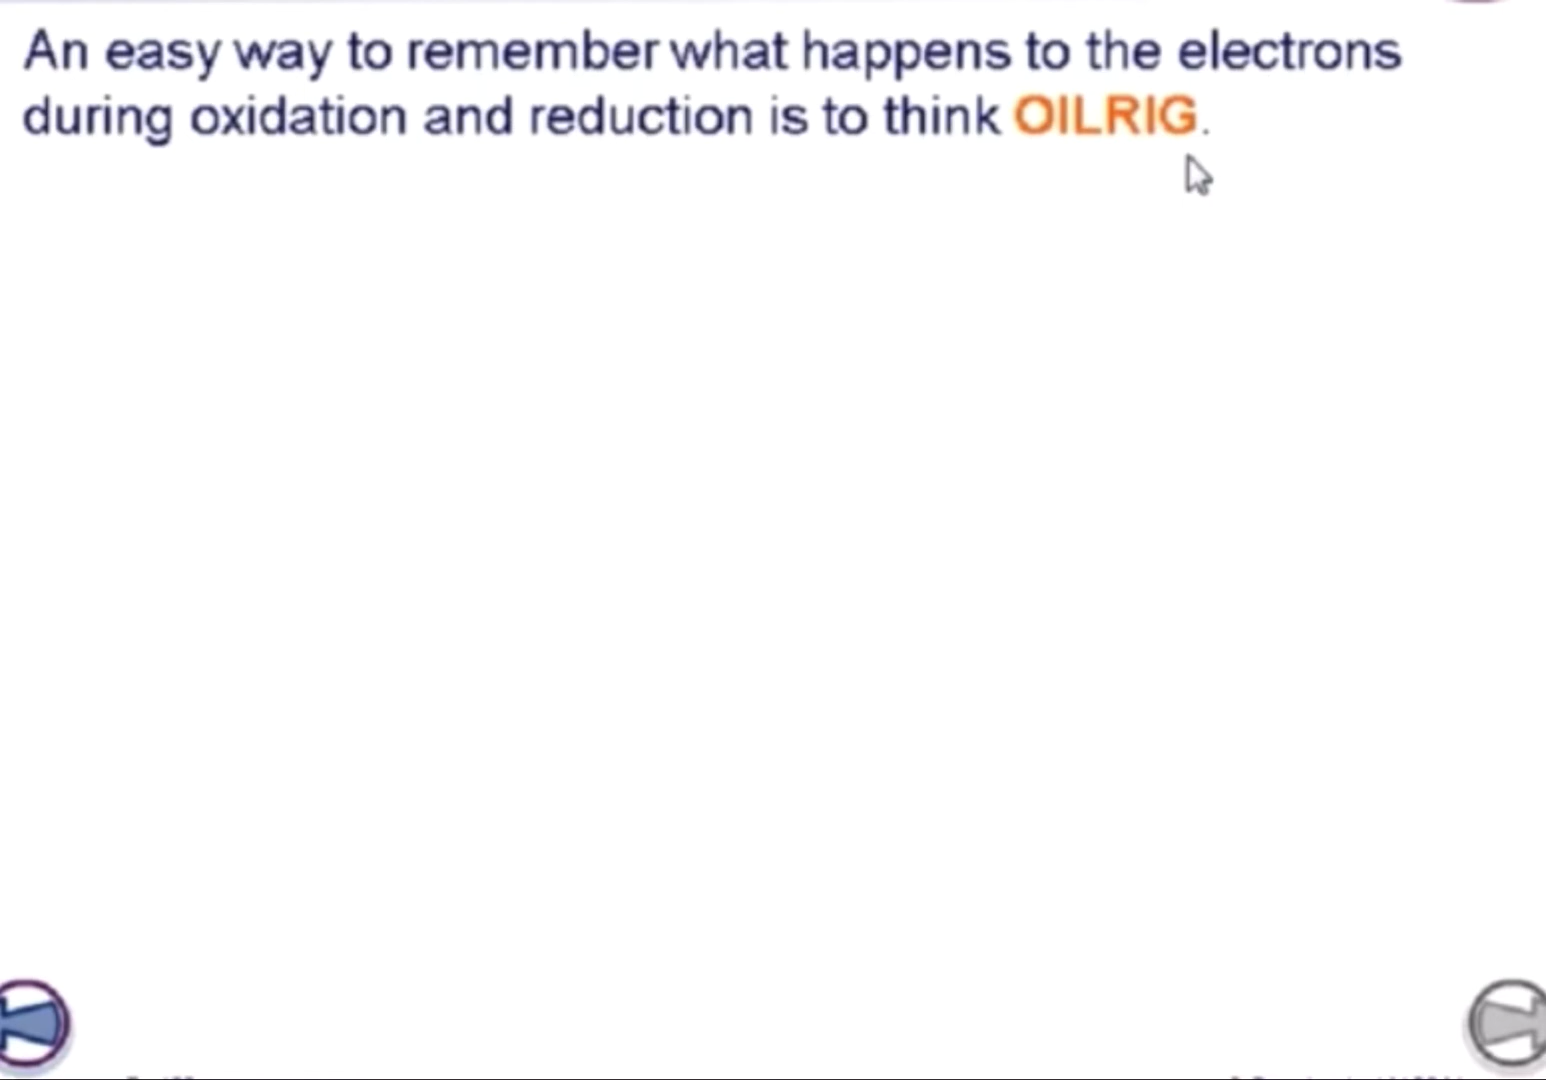 An easy way to remember what happens to the electrons
during oxidation and reduction is to think OILRIG.